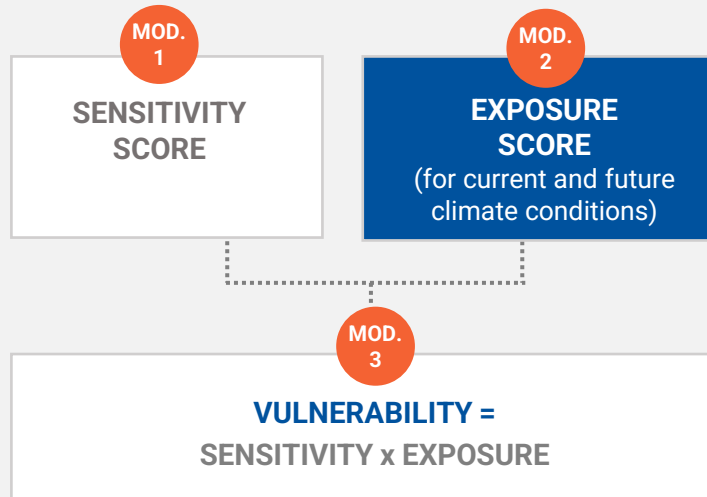 MOD.
1
SENSITIVITY
SCORE
MOD.
2
EXPOSURE
SCORE
(for current and future
climate conditions)
MOD.
3
VULNERABILITY =
SENSITIVITY x EXPOSURE